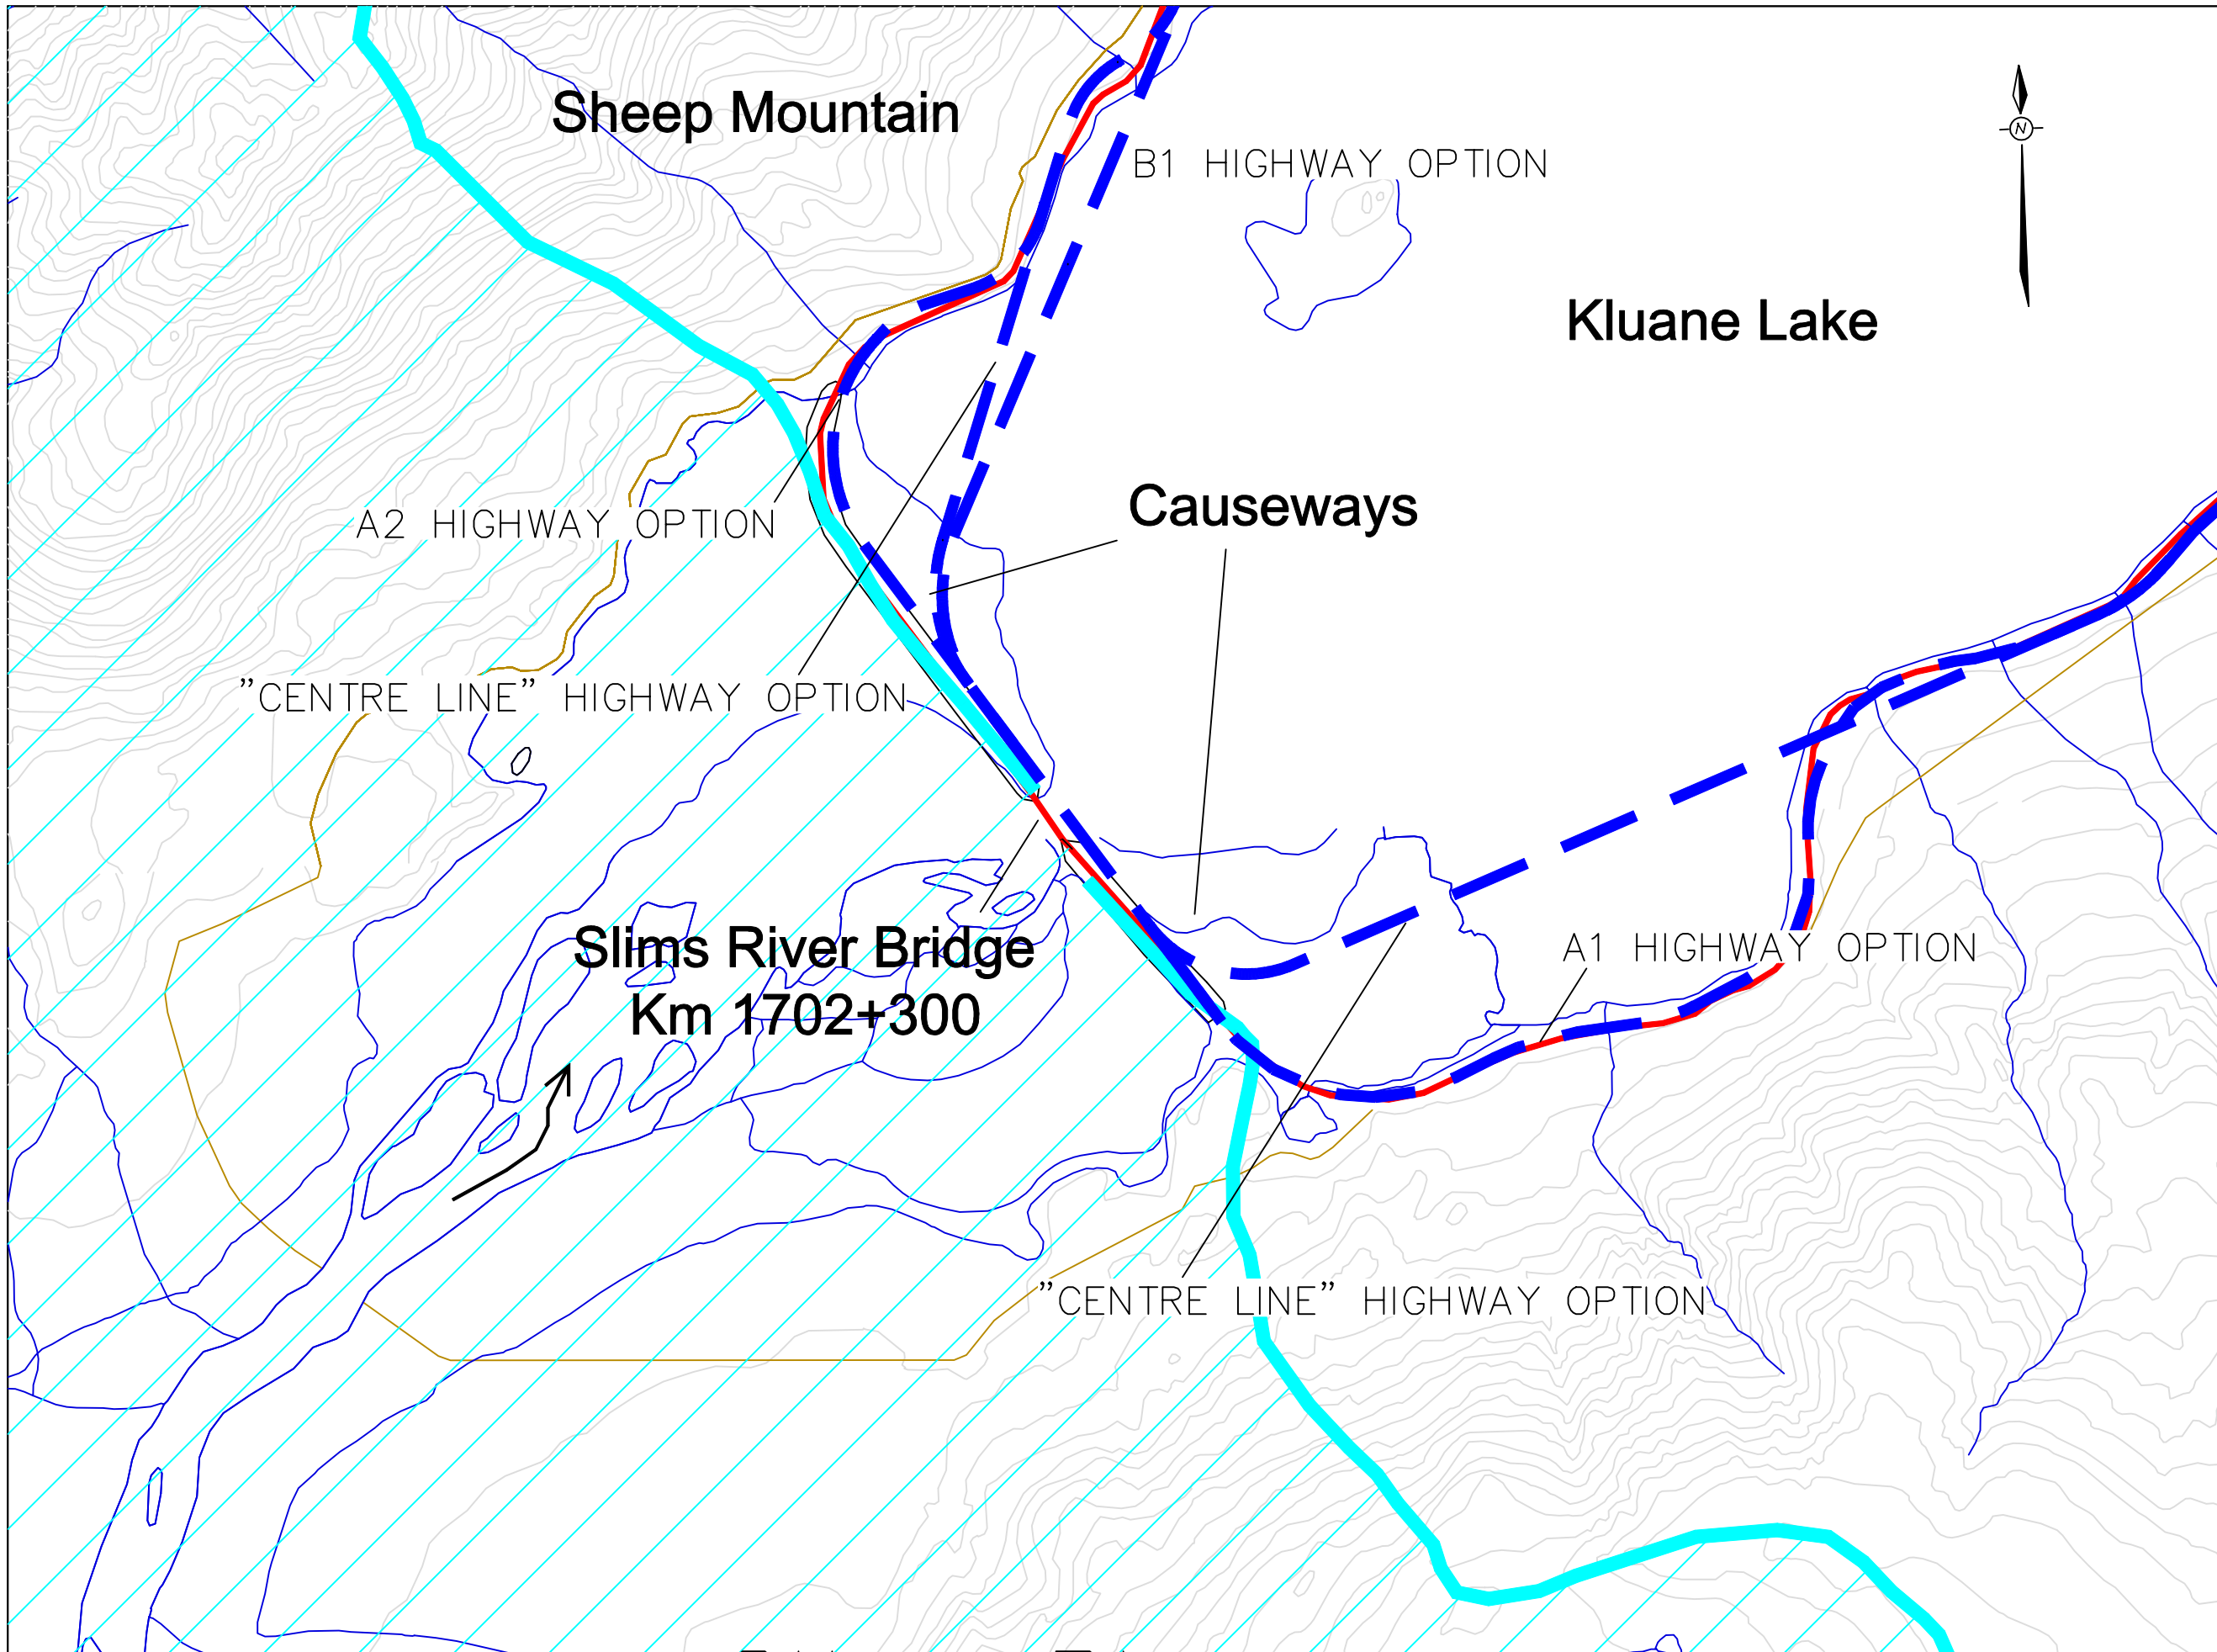 Sheep Mountain
B1 HIGHWAY OPTION
N
Kluane Lake
Causeways
A2 HIGHWAY OPTION
"CENTRE LINE" HIGHWAY OPTION
Slims River Bridge
Km 1702+300
A1 HIGHWAY OPTION
"CENTRE LINE" HIGHWAY OPTION